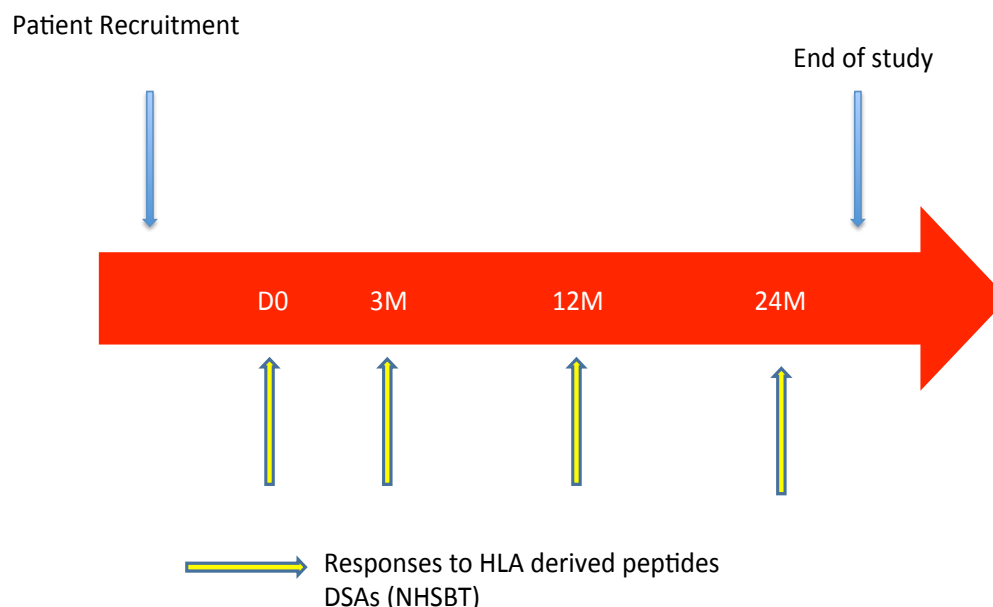 Patient Recruitment
End of study
D0
3M
12M
24M
Responses to HLA derived peptides
DSAs (NHSBT)